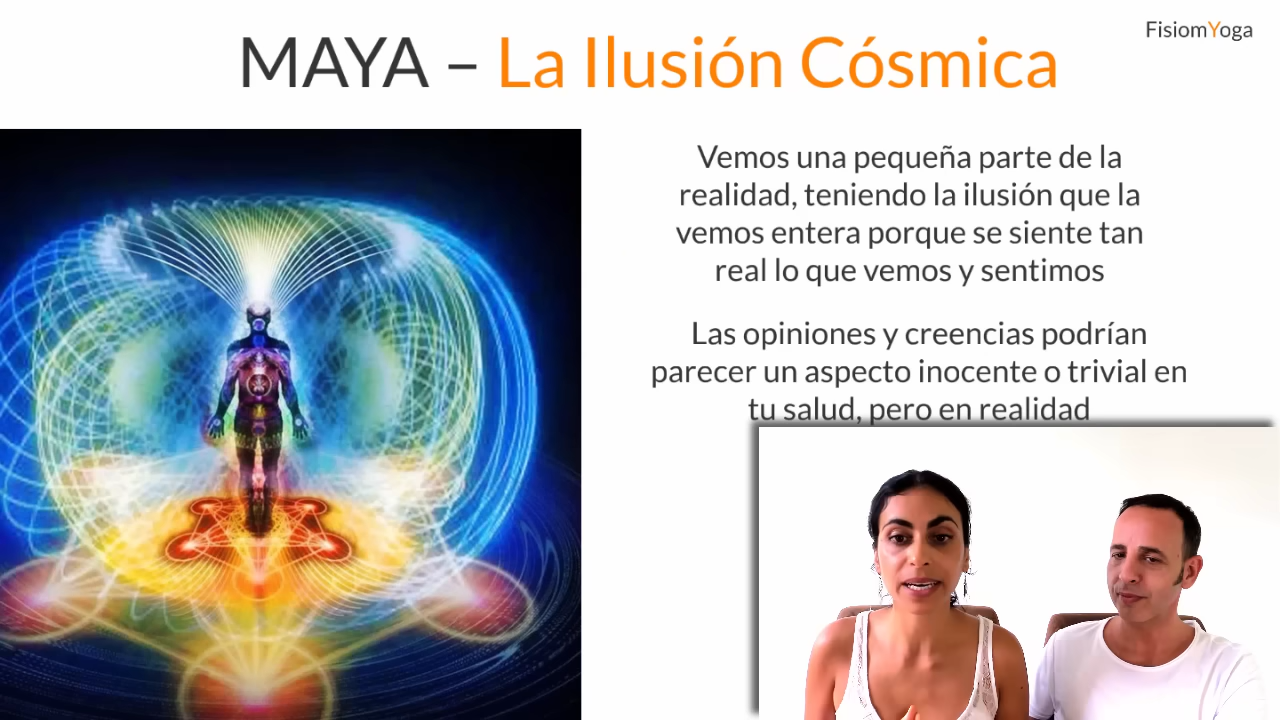 FisiomYoga
MAYA – La Ilusión Cósmica
Vemos una pequeña parte de la
realidad, teniendo la ilusión que la
vemos entera porque se siente tan
real lo que vemos y sentimos
Las opiniones y creencias podrían
parecer un aspecto inocente o trivial en
tu salud, pero en realidad